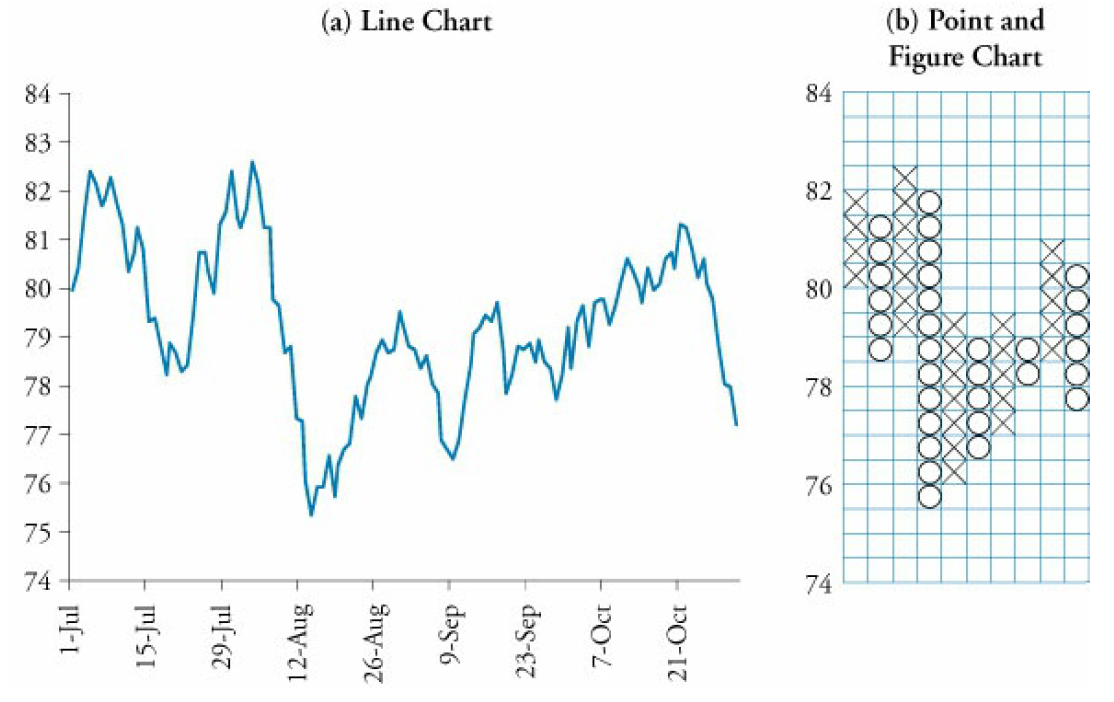 (a) Line Chart
84
83
82
81
80
79
78
77
76
75
74
1-Jul
15-Jul
29-Jul
12-Aug
26-Aug
9-Sep
23-Sep
7-Oct
21-Oct
(b) Point and
Figure Chart
84
82
80
78
76
74